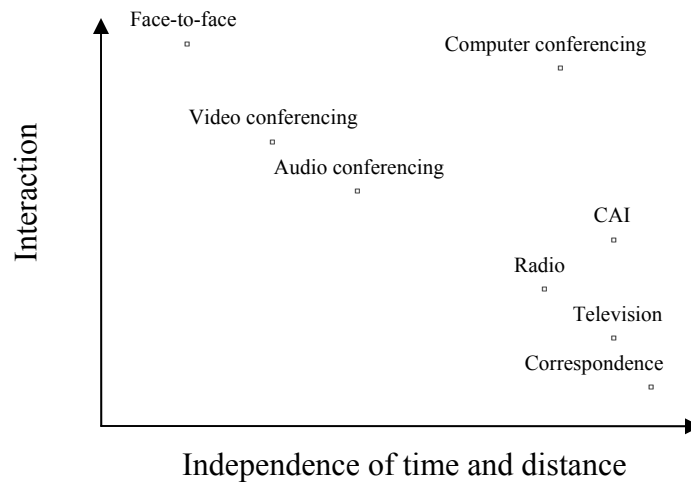 Face-to-face
Computer conferencing
Video conferencing
Audio conferencing
Interaction
CAI
Radio
Television
Correspondence
Independence of time and distance